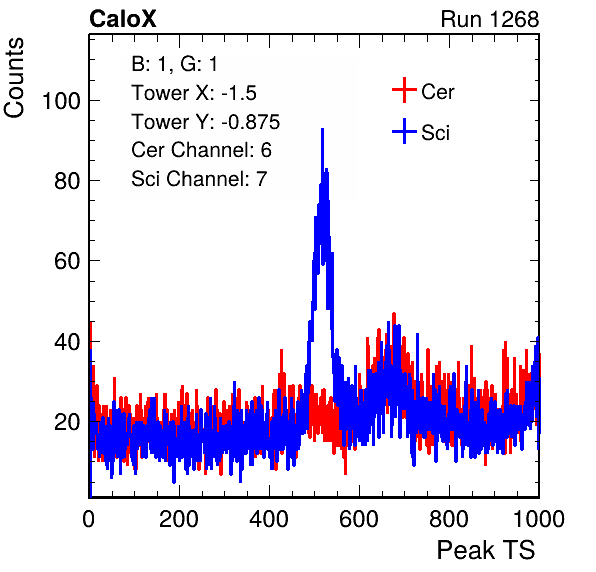 CaloX Run 1268
Counts
B: 1, G: 1
Tower X: -1.5
Tower Y: -0.875
Cer Channel: 6
Sci Channel: 7
Cer
Sci
100
80
60
40
20
0 200 400 600 800 1000
Peak TS